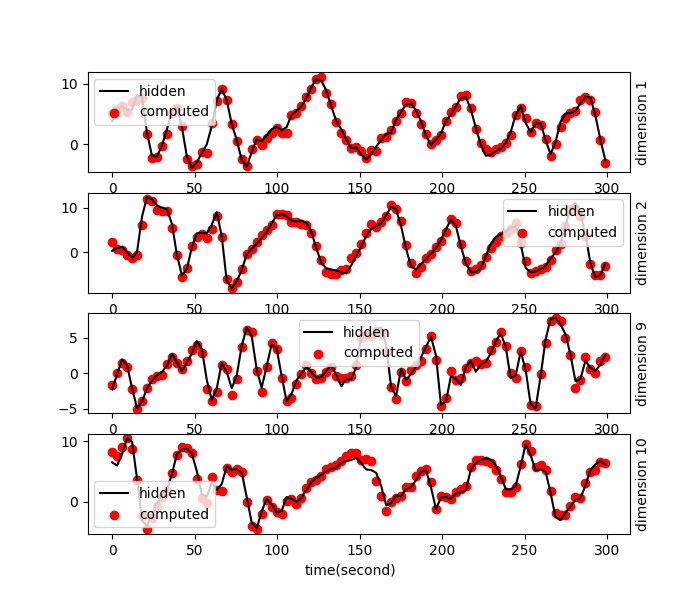 10
0
hidden
computed
dimension 1
0 50 100 150 200 250 300
10
0
hidden
computed
dimension 2
0 50 100 150 200 250 300
5
0
−5
hidden
computed
dimension 9
0 50 100 150 200 250 300
10
0
hidden
computed
dimension 10
0 50 100 150 200 250 300
time(second)